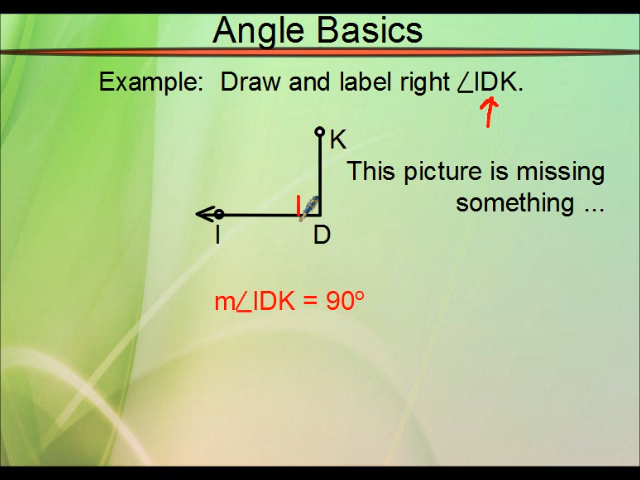 Angle Basics
Example: Draw and label right ∠IDK.
K
This picture is missing
something ...
I
D
m∠IDK = 90º